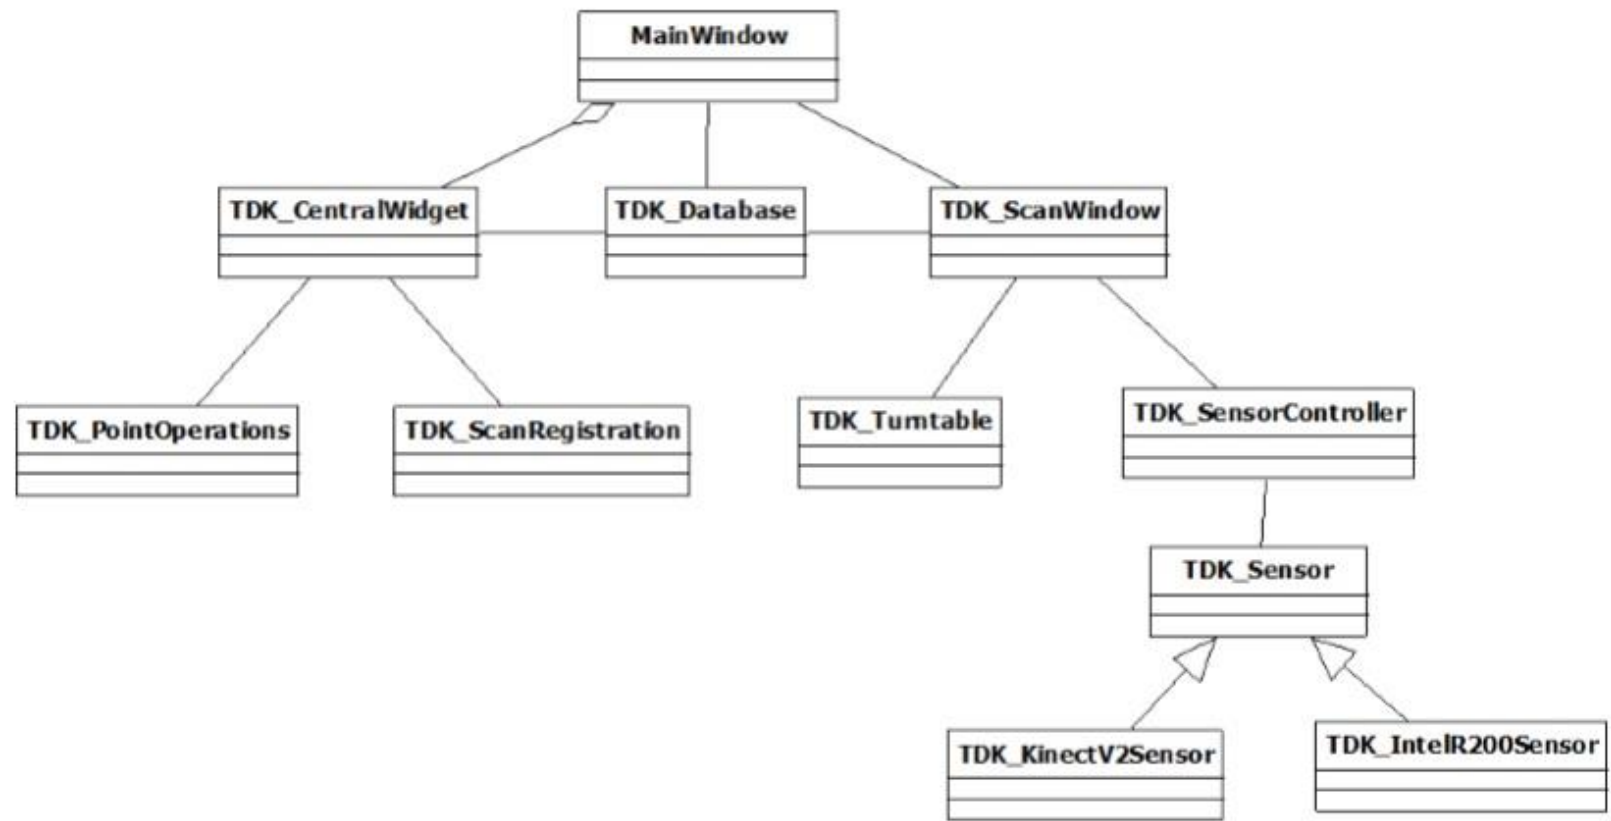 MainWindow
TDK_CentralWidget
TDK_Database
TDK_ScanWindow
TDK_PointOperations
TDK_ScanRegistration
TDK_Turntable
TDK_SensorController
TDK_Sensor
TDK_KinectV2Sensor
TDK_IntelR200Sensor